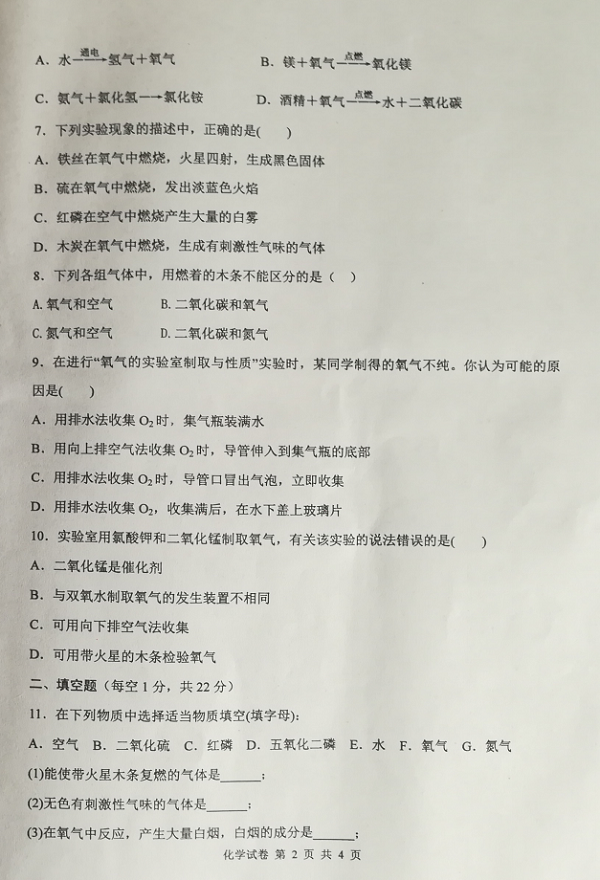 A．水—通电→氢气＋氧气 B．镁＋氧气—点燃→氧化镁
C．氨气＋氯化氢—→氯化铵 D．酒精＋氧气—点燃→水＋二氧化碳
7．下列实验现象的描述中，正确的是( )
A．铁丝在氧气中燃烧，火星四射，生成黑色固体
B．硫在氧气中燃烧，发出淡蓝色火焰
C．红磷在空气中燃烧产生大量的白雾
D．木炭在氧气中燃烧，生成有刺激性气味的气体
8．下列各组气体中，用燃着的木条不能区分的是（ ）
A.氧气和空气 B.二氧化碳和氧气
C.氮气和空气 D.二氧化碳和氮气
9．在进行“氧气的实验室制取与性质”实验时，某同学制得的氧气不纯。你认为可能的原
因是( )
A．用排水法收集 O₂时，集气瓶装满水
B．用向上排空气法收集 O₂时，导管伸入到集气瓶的底部
C．用排水法收集 O₂时，导管口冒出气泡，立即收集
D．用排水法收集 O₂，收集满后，在水下盖上玻璃片
10．实验室用氯酸钾和二氧化锰制取氧气，有关该实验的说法错误的是( )
A．二氧化锰是催化剂
B．与双氧水制取氧气的发生装置不相同
C．可用向下排空气法收集
D．可用带火星的木条检验氧气
二、填空题（每空 1 分，共 22 分）
11．在下列物质中选择适当物质填空(填字母)：
A．空气 B．二氧化硫 C．红磷 D．五氧化二磷 E．水 F．氧气 G．氮气
(1)能使带火星木条复燃的气体是______；
(2)无色有刺激性气味的气体是______；
(3)在氧气中反应，产生大量白烟，白烟的成分是______；
化学试卷 第 2 页 共 4 页